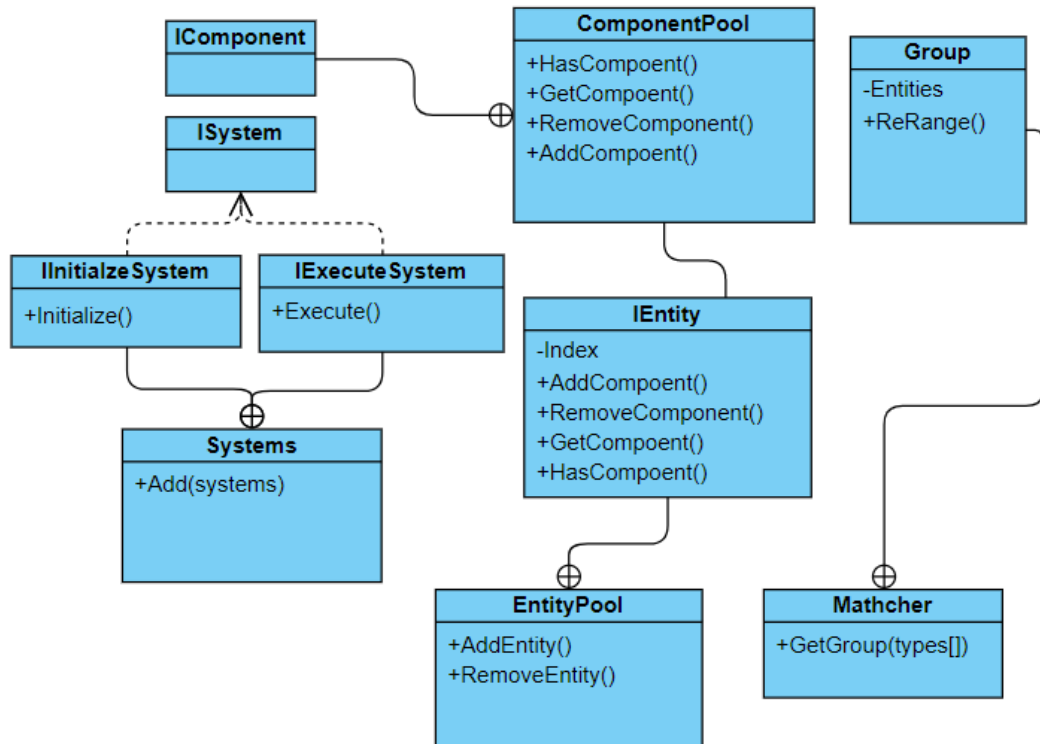 IComponent
ISystem
IInitialzeSystem
+Initialize()
IExecuteSystem
+Execute()
Systems
+Add(systems)
ComponentPool
+HasCompoent()
+GetCompoent()
+RemoveComponent()
+AddCompoent()
IEntity
-Index
+AddCompoent()
+RemoveComponent()
+GetCompoent()
+HasCompoent()
EntityPool
+AddEntity()
+RemoveEntity()
Group
-Entities
+ReRange()
Mathcher
+GetGroup(types[])